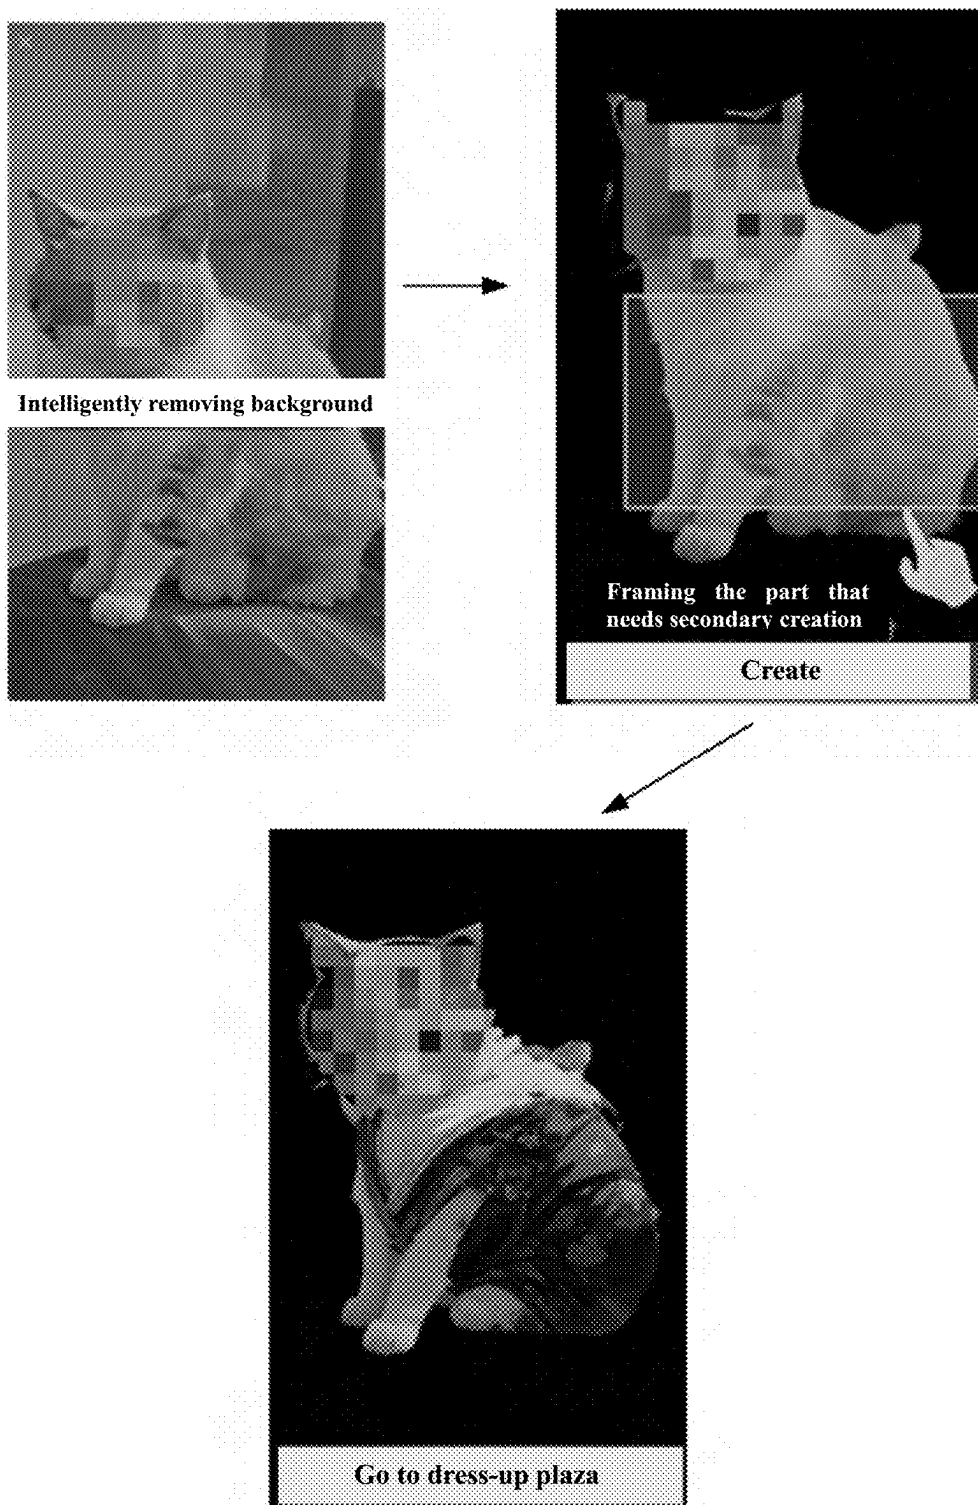 Intelligently removing background
Framing the part that
needs secondary creation
Create
Go to dress-up plaza